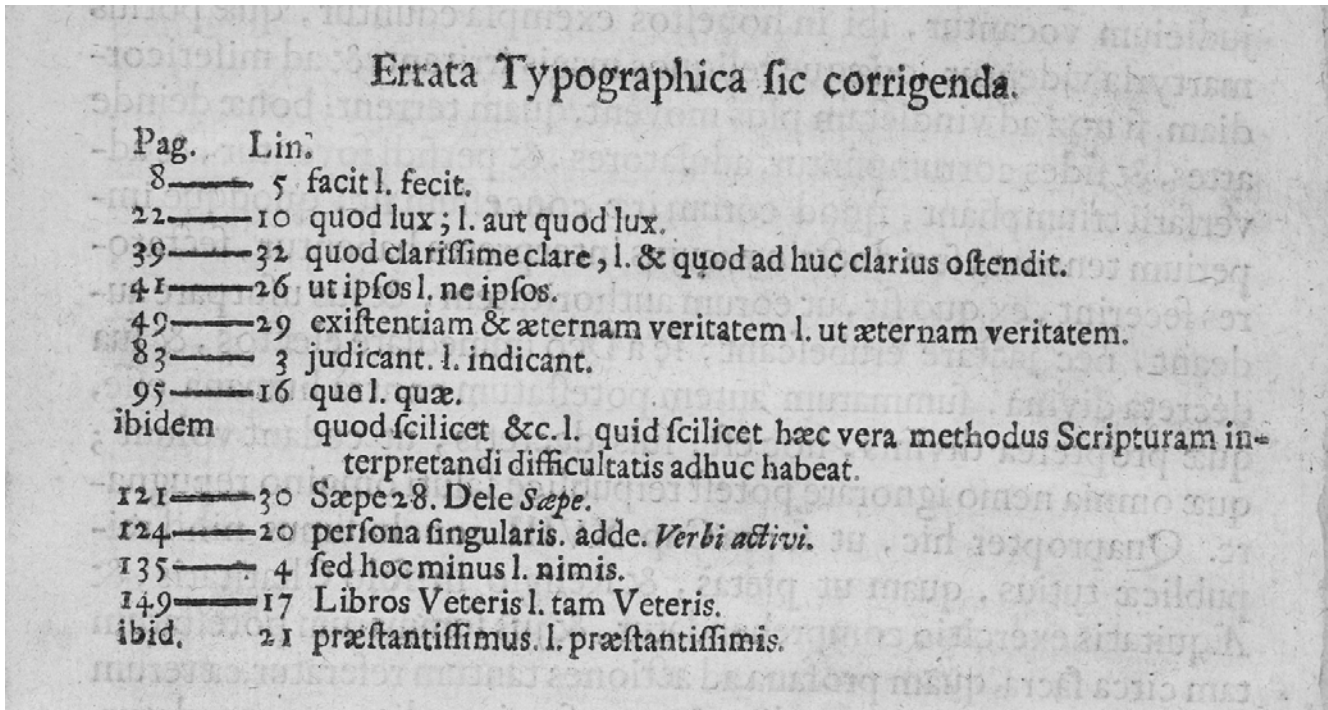 Errata Typographica ſic corrigenda.
Pag. Lin.
8—— 5 facit l. fecit.
22——10 quod lux; l. aut quod lux.
39——32 quod clariſſime clare, l. & quod ad huc clarius oſtendit.
41——26 ut ipſos l. ne ipſos.
49——29 exiſtentiam & æternam veritatem l. ut æternam veritatem.
83—— 3 judicant. l. indicant.
95——16 que l. quæ.
ibidem quod ſcilicet &c. l. quid ſcilicet hæc vera methodus Scripturam in-
terpretandi difficultatis adhuc habeat.
121——30 Sæpe 28. Dele Sæpe.
124——20 perſona ſingularis. adde. Verbi activi.
135—— 4 ſed hoc minus l. nimis.
149——17 Libros Veteris l. tam Veteris.
ibid. 21 præſtantiſſimus. l. præſtantiſſimis.